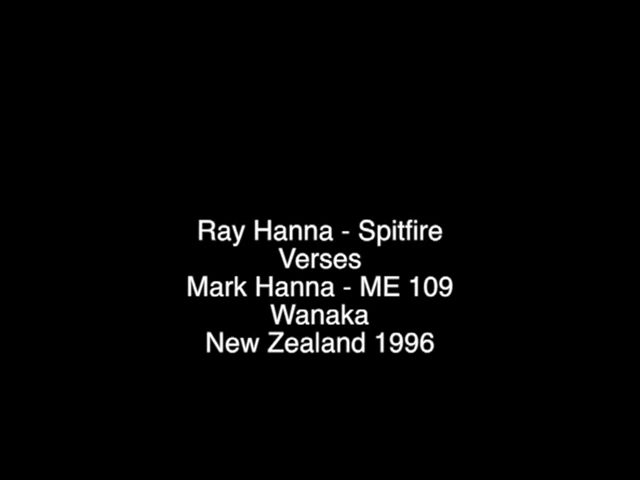 Ray Hanna - Spitfire
Verses
Mark Hanna - ME 109
Wanaka
New Zealand 1996